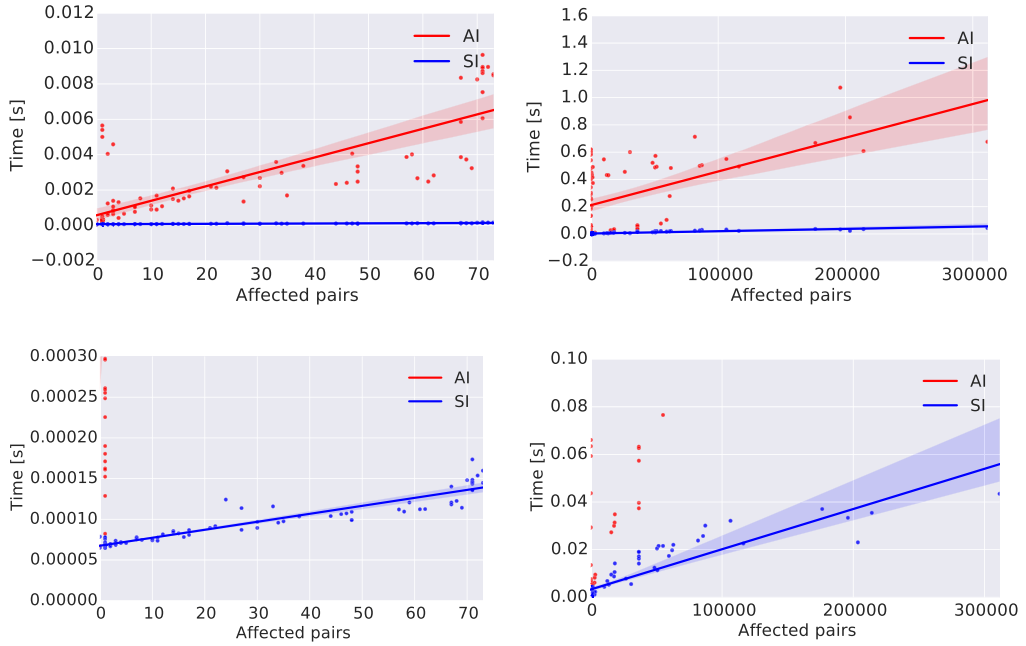 0.012
0.010
0.008
0.006
0.004
0.002
0.000
−0.002
Time [s]
AI
SI
0 10 20 30 40 50 60 70
Affected pairs
1.6
1.4
1.2
1.0
0.8
0.6
0.4
0.2
0.0
−0.2
Time [s]
AI
SI
0 100000 200000 300000
Affected pairs
0.00030
0.00025
0.00020
0.00015
0.00010
0.00005
0.00000
Time [s]
AI
SI
0 10 20 30 40 50 60 70
Affected pairs
0.10
0.08
0.06
0.04
0.02
0.00
Time [s]
AI
SI
0 100000 200000 300000
Affected pairs